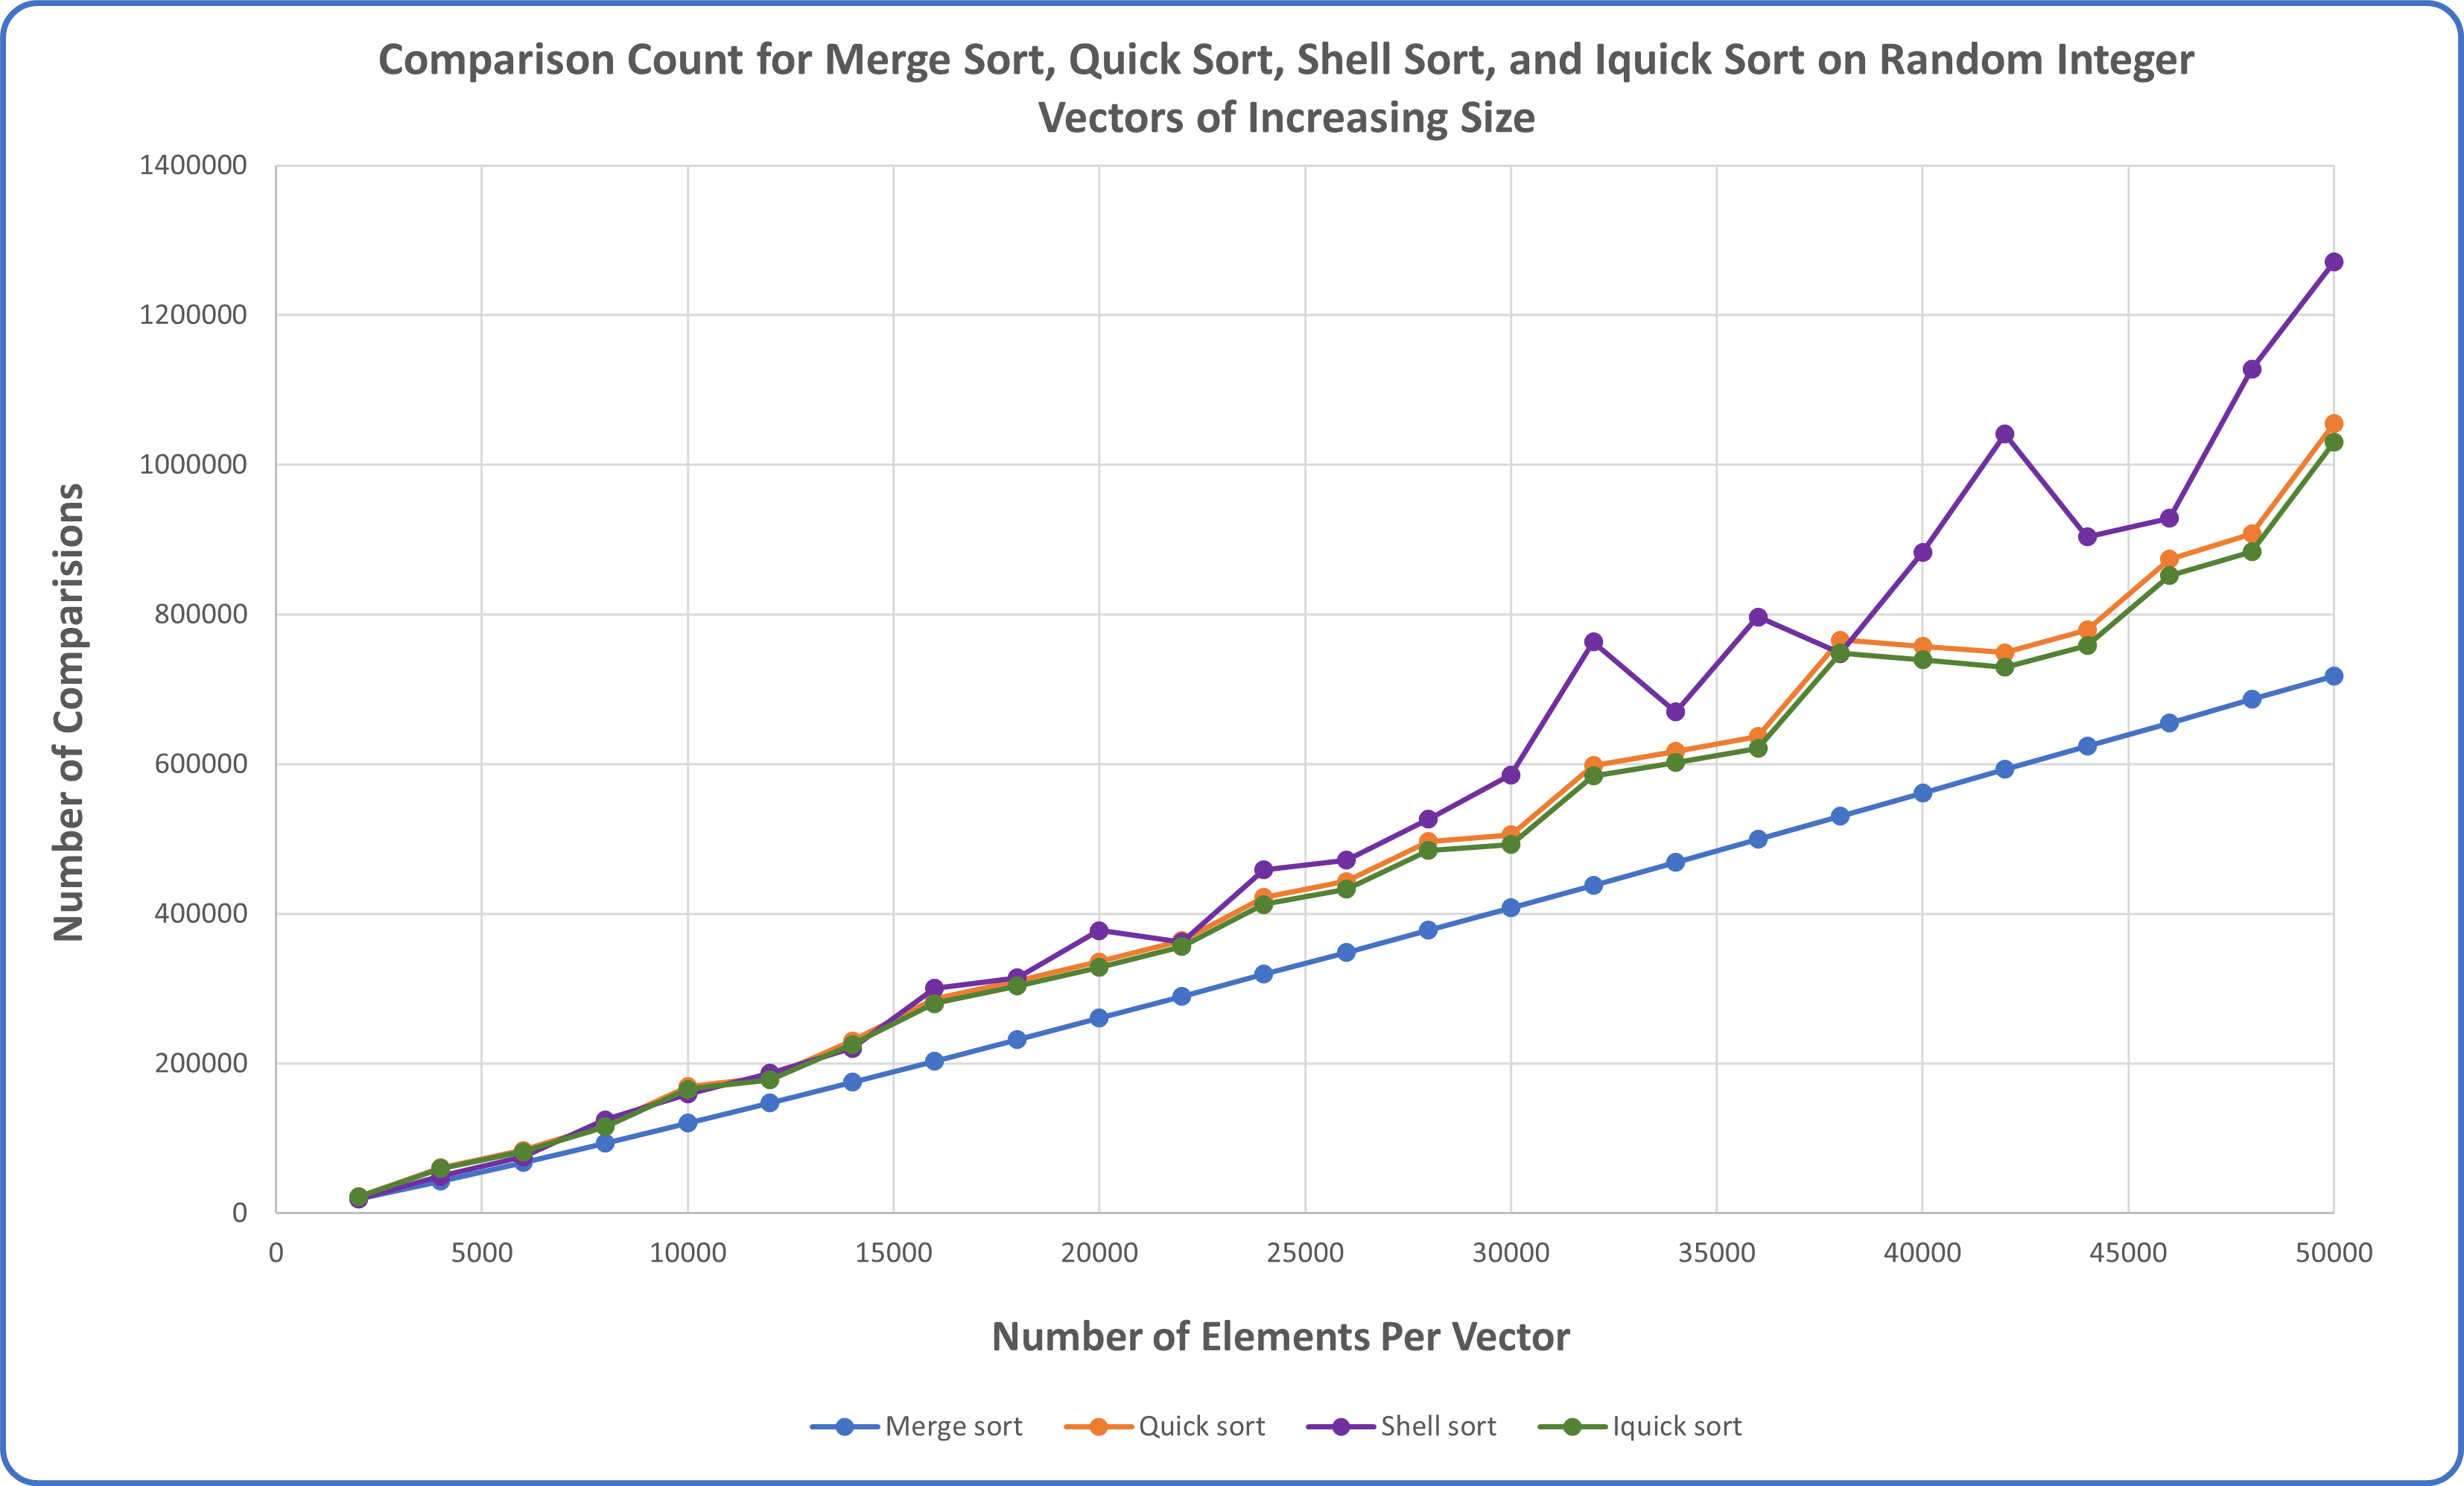 Comparison Count for Merge Sort, Quick Sort, Shell Sort, and Iquick Sort on Random Integer
Vectors of Increasing Size
1400000
1200000
1000000
800000
600000
400000
200000
0
Number of Comparisions
0 5000 10000 15000 20000 25000 30000 35000 40000 45000 50000
Number of Elements Per Vector
Merge sort Quick sort Shell sort Iquick sort